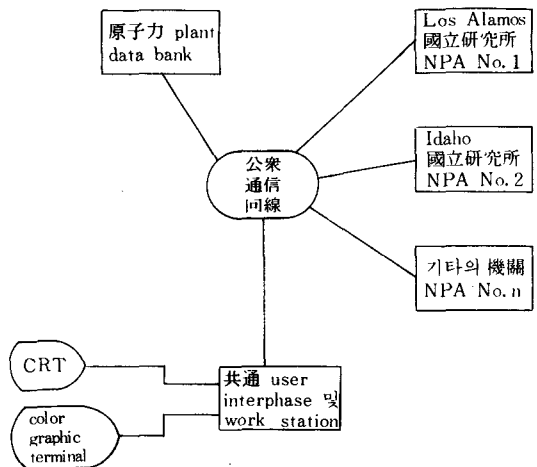 原子力 plant
data bank
Los Alamos
國立研究所
NPA No. 1
Idaho
國立研究所
NPA No. 2
公衆
通信
回線
기타의 機關
NPA No. n
CRT
color
graphic
terminal
共通 user
interphase 및
work station